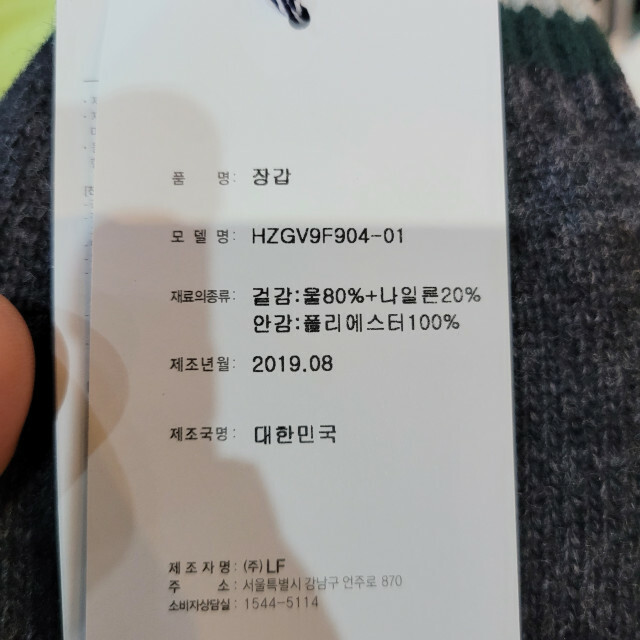 품 명: 장갑
모 델 명: HZGV9F904-01
재료의종류: 겉감:울80%+나일론20%
안감:폴리에스터100%
제조년월: 2019.08
제조국명: 대한민국
제 조 자 명: (주) LF
주 소: 서울특별시 강남구 언주로 870
소비자상담실: 1544-5114